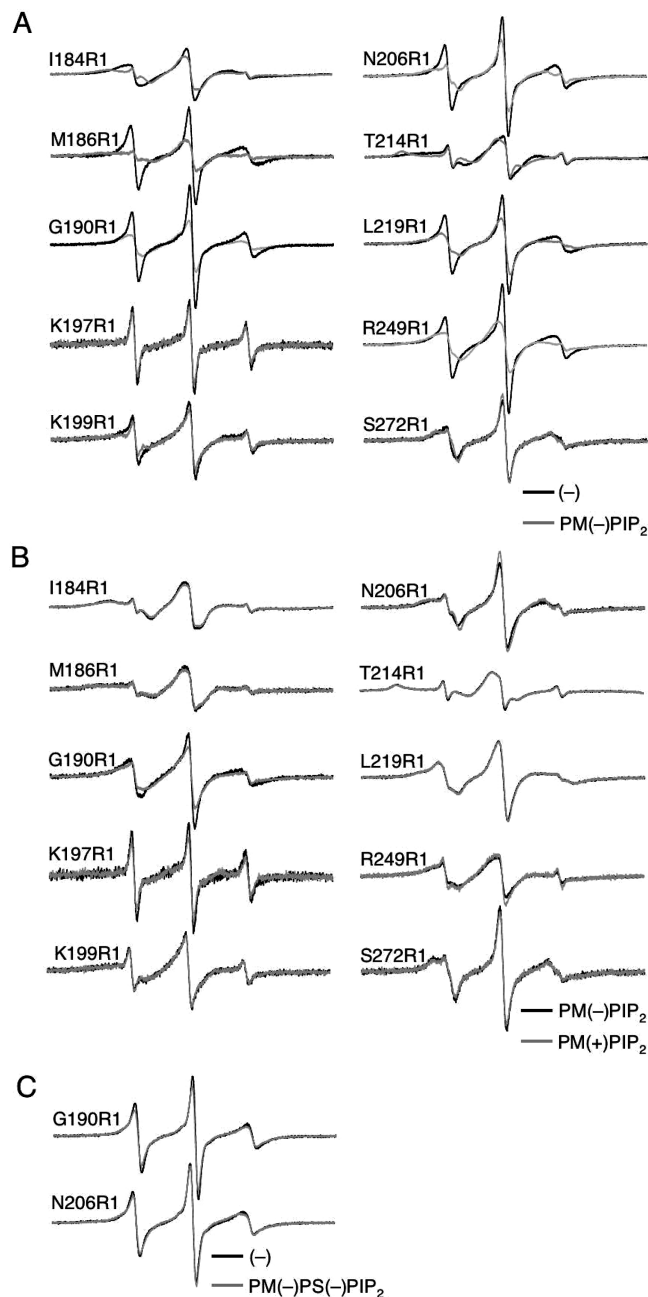 A
I184R1
M186R1
G190R1
K197R1
K199R1
N206R1
T214R1
L219R1
R249R1
S272R1
(–)
PM(–)PIP₂
B
I184R1
M186R1
G190R1
K197R1
K199R1
N206R1
T214R1
L219R1
R249R1
S272R1
PM(–)PIP₂
PM(+)PIP₂
C
G190R1
N206R1
(–)
PM(–)PS(–)PIP₂